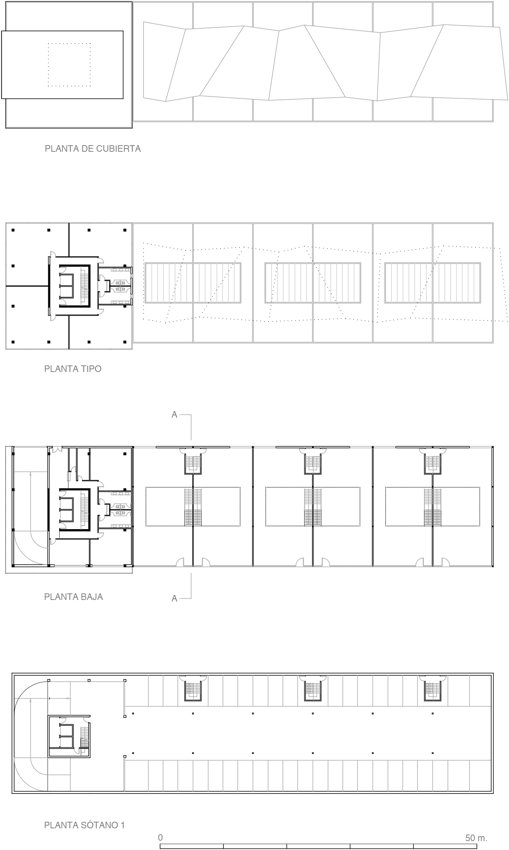 PLANTA DE CUBIERTA
PLANTA TIPO
A
A
PLANTA BAJA
PLANTA SÓTANO 1
0 50 m.